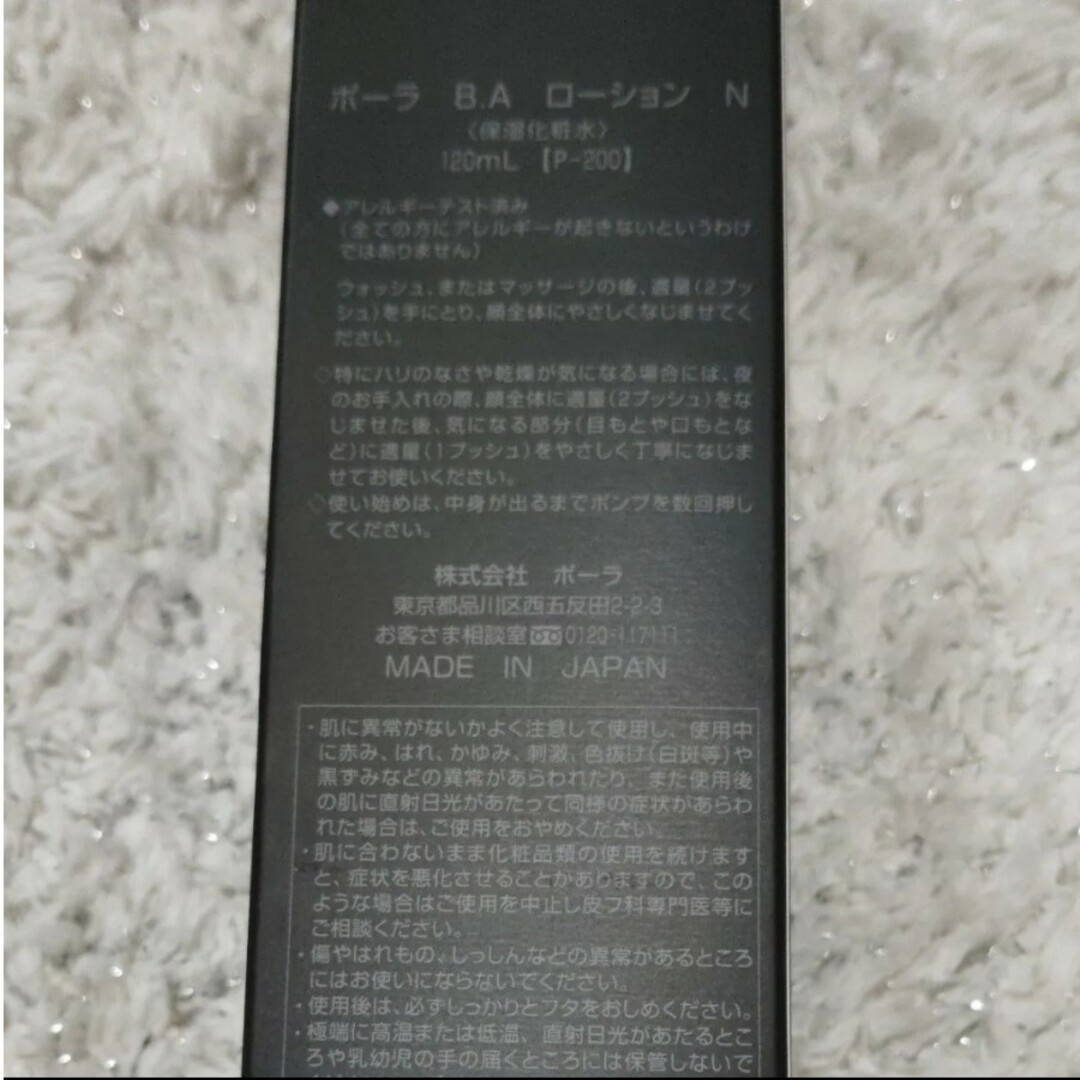 ポーラ B.A ローション N
〈保湿化粧水〉
120mL 【P-200】
◆アレルギーテスト済み
(全ての方にアレルギーが起きないというわけ
ではありません)
ウォッシュ、またはマッサージの後、適量(2プッ
シュ)を手にとり、顔全体にやさしくなじませてく
ださい。
◇特にハリのなさや乾燥が気になる場合には、夜
のお手入れの際、顔全体に適量(2プッシュ)をな
じませた後、気になる部分(目もとや口もとな
ど)に適量(1プッシュ)をやさしく丁寧になじま
せてお使いください。
◇使い始めは、中身が出るまでポンプを数回押し
てください。
株式会社 ポーラ
東京都品川区西五反田2-2-3
お客さま相談室 0120-117111
MADE IN JAPAN
・肌に異常がないかよく注意して使用し、使用中
に赤み、はれ、かゆみ、刺激、色抜け(白斑等)や
黒ずみなどの異常があらわれたり、また使用後
の肌に直射日光があたって同様の症状があらわ
れた場合は、ご使用をおやめください。
・肌に合わないまま化粧品類の使用を続けます
と、症状を悪化させることがありますので、この
ような場合はご使用を中止し皮フ科専門医等に
ご相談ください。
・傷やはれもの、しっしんなどの異常があるところ
にはお使いにならないでください。
・使用後は、必ずしっかりとフタをおしめください。
・極端に高温または低温、直射日光があたるとこ
ろや乳幼児の手の届くところには保管しないで